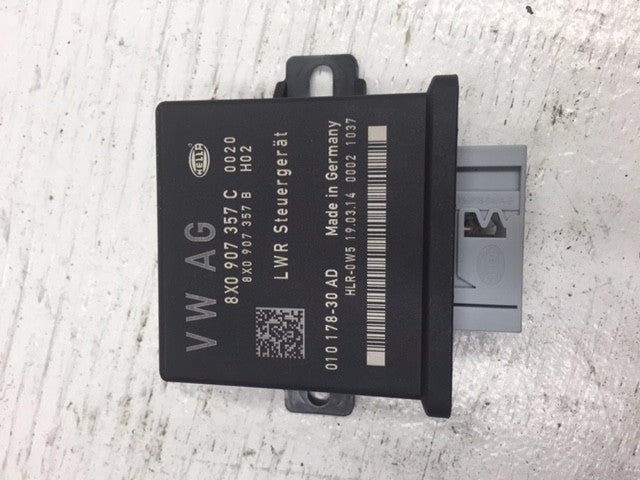 HELLA
VW AG
8X0 907 357 C 0020
8X0 907 357 B H02
LWR Steuergerät
010 178-30 AD Made in Germany
HLR-0W5 19.03.14 0002 1037